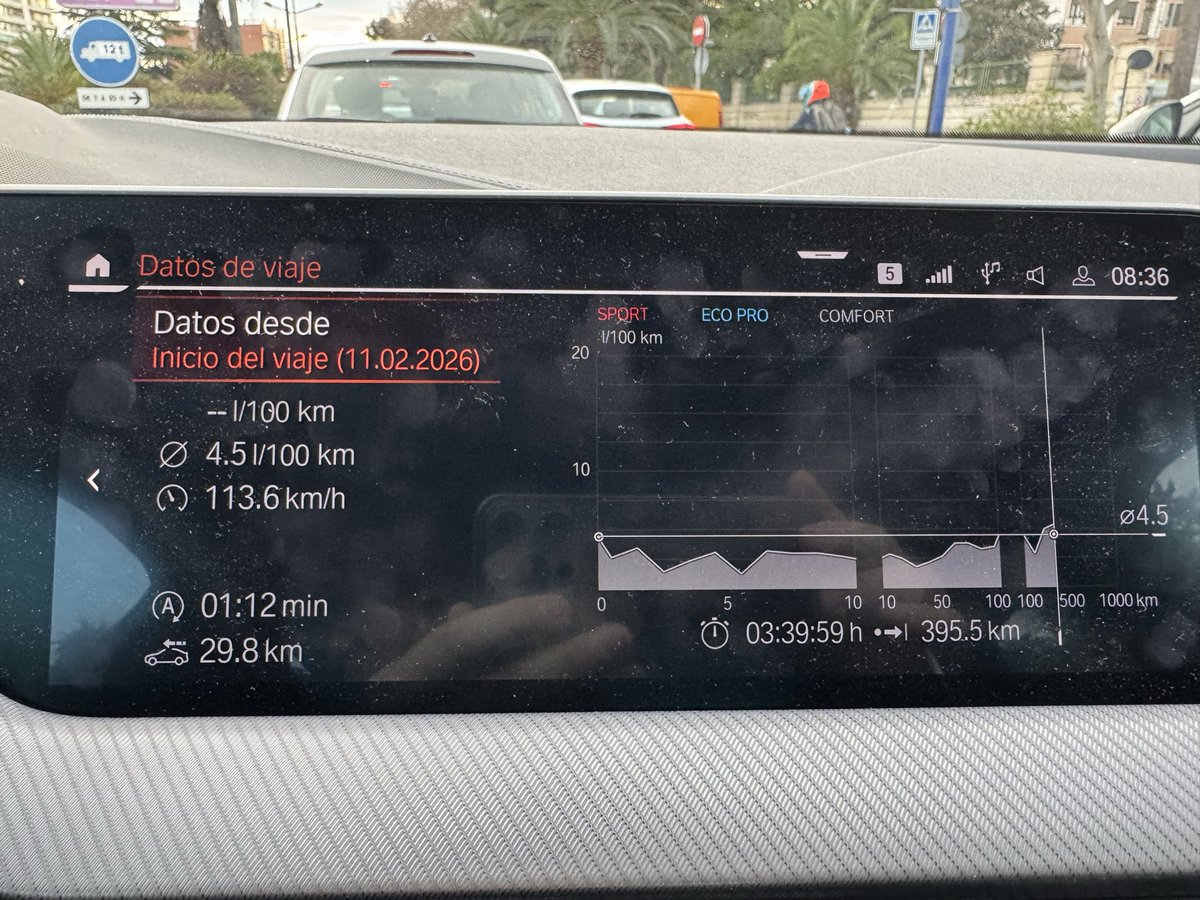 Datos de viaje
5
08:36
Datos desde
Inicio del viaje (11.02.2026)
-- l/100 km
Ø 4.5 l/100 km
113.6 km/h
A 01:12 min
29.8 km
SPORT ECO PRO COMFORT
l/100 km
20
10
Ø4.5
0 5 10 10 50 100 100 500 1000 km
03:39:59 h 395.5 km